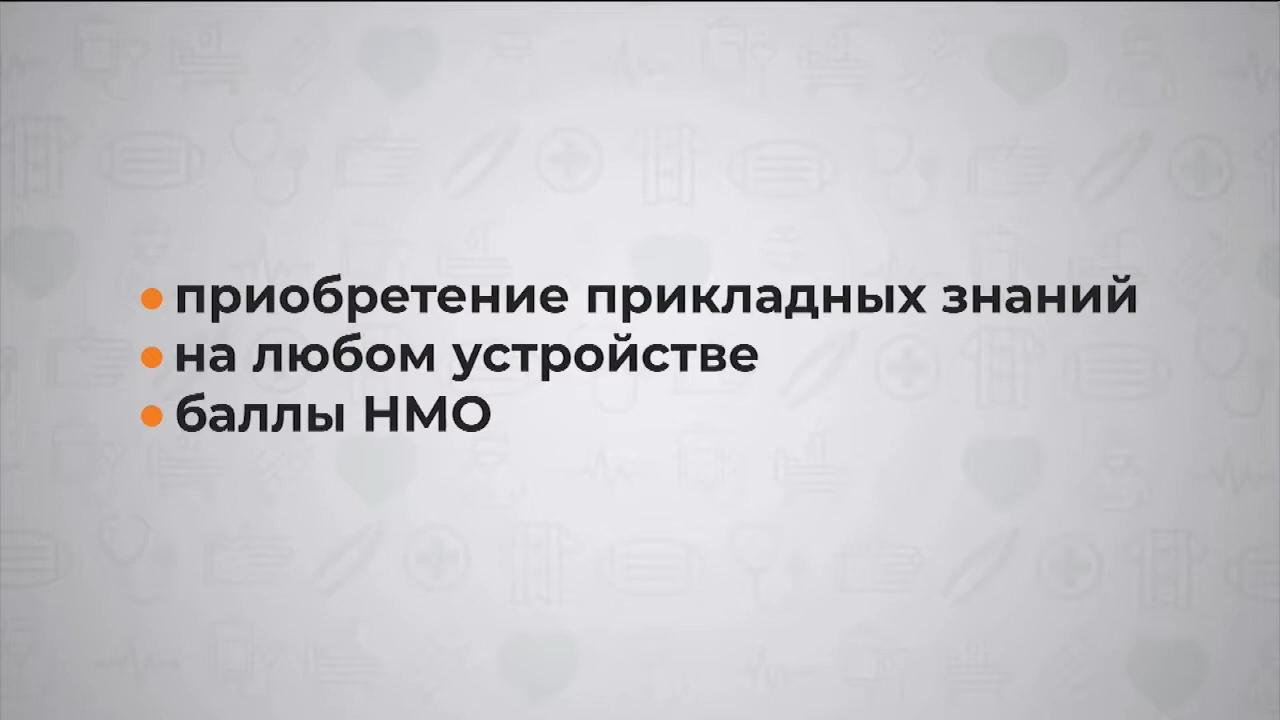 приобретение прикладных знаний
на любом устройстве
баллы НМО